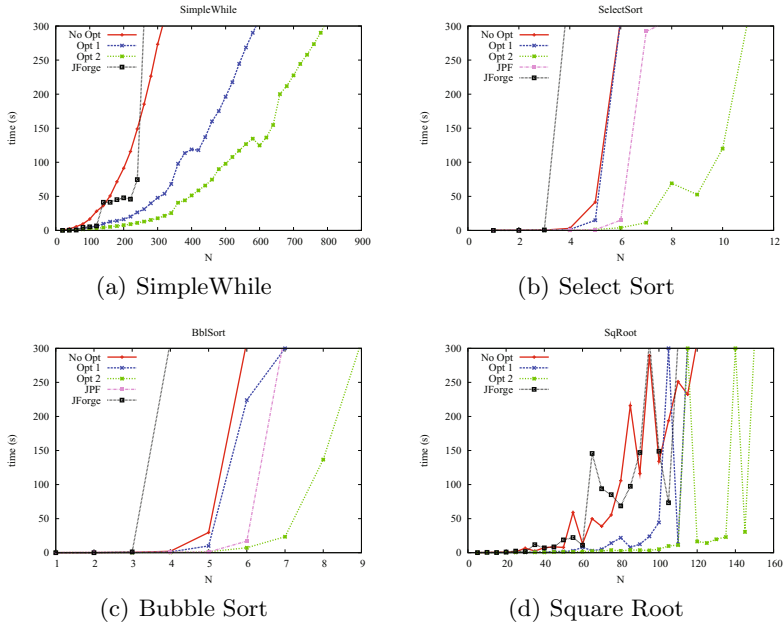 SimpleWhile
No Opt
Opt 1
Opt 2
JForge
300
250
200
150
100
50
0
time (s)
0 100 200 300 400 500 600 700 800 900
N
(a) SimpleWhile
SelectSort
No Opt
Opt 1
Opt 2
JPF
JForge
300
250
200
150
100
50
0
time (s)
0 2 4 6 8 10 12
N
(b) Select Sort
BblSort
No Opt
Opt 1
Opt 2
JPF
JForge
300
250
200
150
100
50
0
time (s)
1 2 3 4 5 6 7 8 9
N
(c) Bubble Sort
SqRoot
No Opt
Opt 1
Opt 2
JForge
300
250
200
150
100
50
0
time (s)
0 20 40 60 80 100 120 140 160
N
(d) Square Root